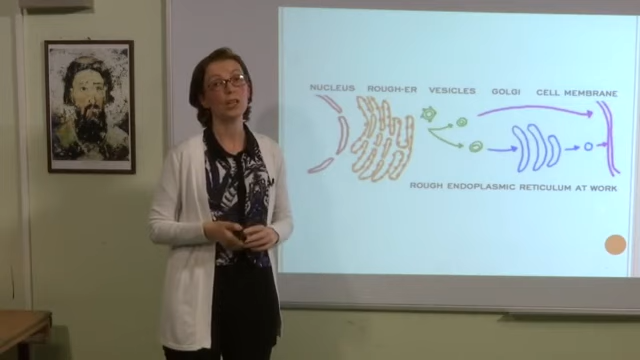 NUCLEUS ROUGH-ER VESICLES GOLGI CELL MEMBRANE
ROUGH ENDOPLASMIC RETICULUM AT WORK